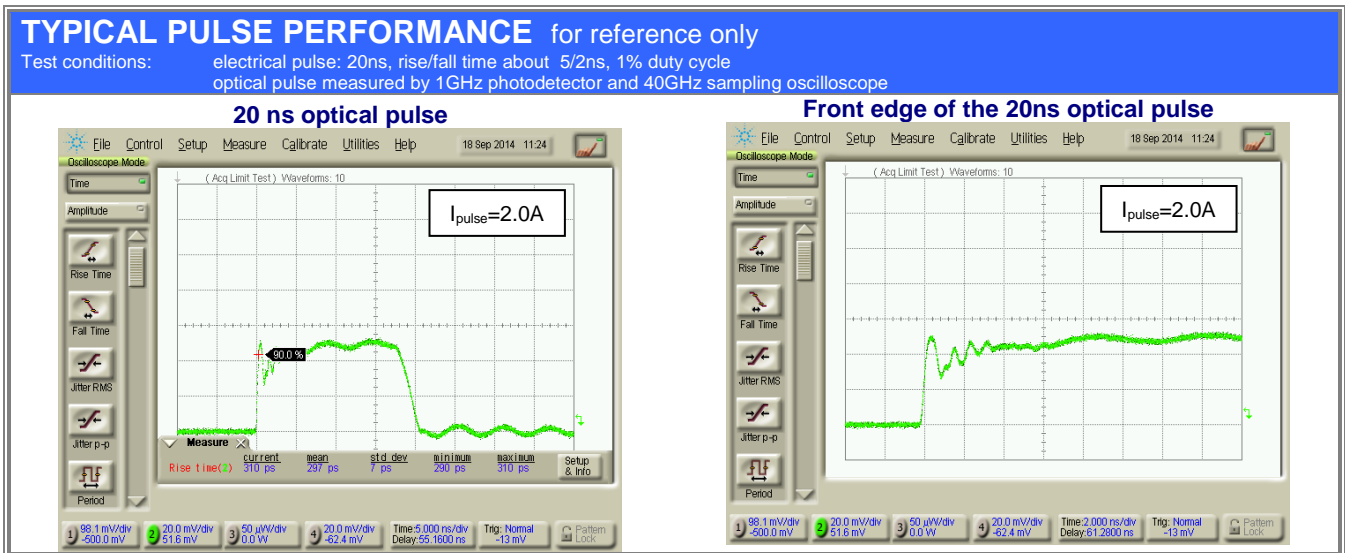 TYPICAL PULSE PERFORMANCE for reference only
Test conditions: electrical pulse: 20ns, rise/fall time about 5/2ns, 1% duty cycle
optical pulse measured by 1GHz photodetector and 40GHz sampling oscilloscope
20 ns optical pulse
File Control Setup Measure Calibrate Utilities Help 18 Sep 2014 11:24
Oscilloscope Mode
Time
(Acq Limit Test) Waveforms: 10
Amplitude
Ipulse=2.0A
Rise Time
Fall Time
90.0 %
Jitter RMS
Jitter p-p
Measure
current mean std dev minimum maximum
Rise time(2) 310 ps 297 ps 7 ps 290 ps 310 ps
Setup & Info
Period
1) 98.1 mV/div -500.0 mV
2) 20.0 mV/div 51.6 mV
3) 50 µW/div 0.0 W
4) 20.0 mV/div -62.4 mV
Time:5.000 ns/div Delay:55.1600 ns
Trig: Normal -13 mV
Pattern Lock
Front edge of the 20ns optical pulse
File Control Setup Measure Calibrate Utilities Help 18 Sep 2014 11:24
Oscilloscope Mode
Time
(Acq Limit Test) Waveforms: 10
Amplitude
Ipulse=2.0A
Rise Time
Fall Time
Jitter RMS
Jitter p-p
Period
1) 98.1 mV/div -500.0 mV
2) 20.0 mV/div 51.6 mV
3) 50 µW/div 0.0 W
4) 20.0 mV/div -62.4 mV
Time:2.000 ns/div Delay:61.2800 ns
Trig: Normal -13 mV
Pattern Lock